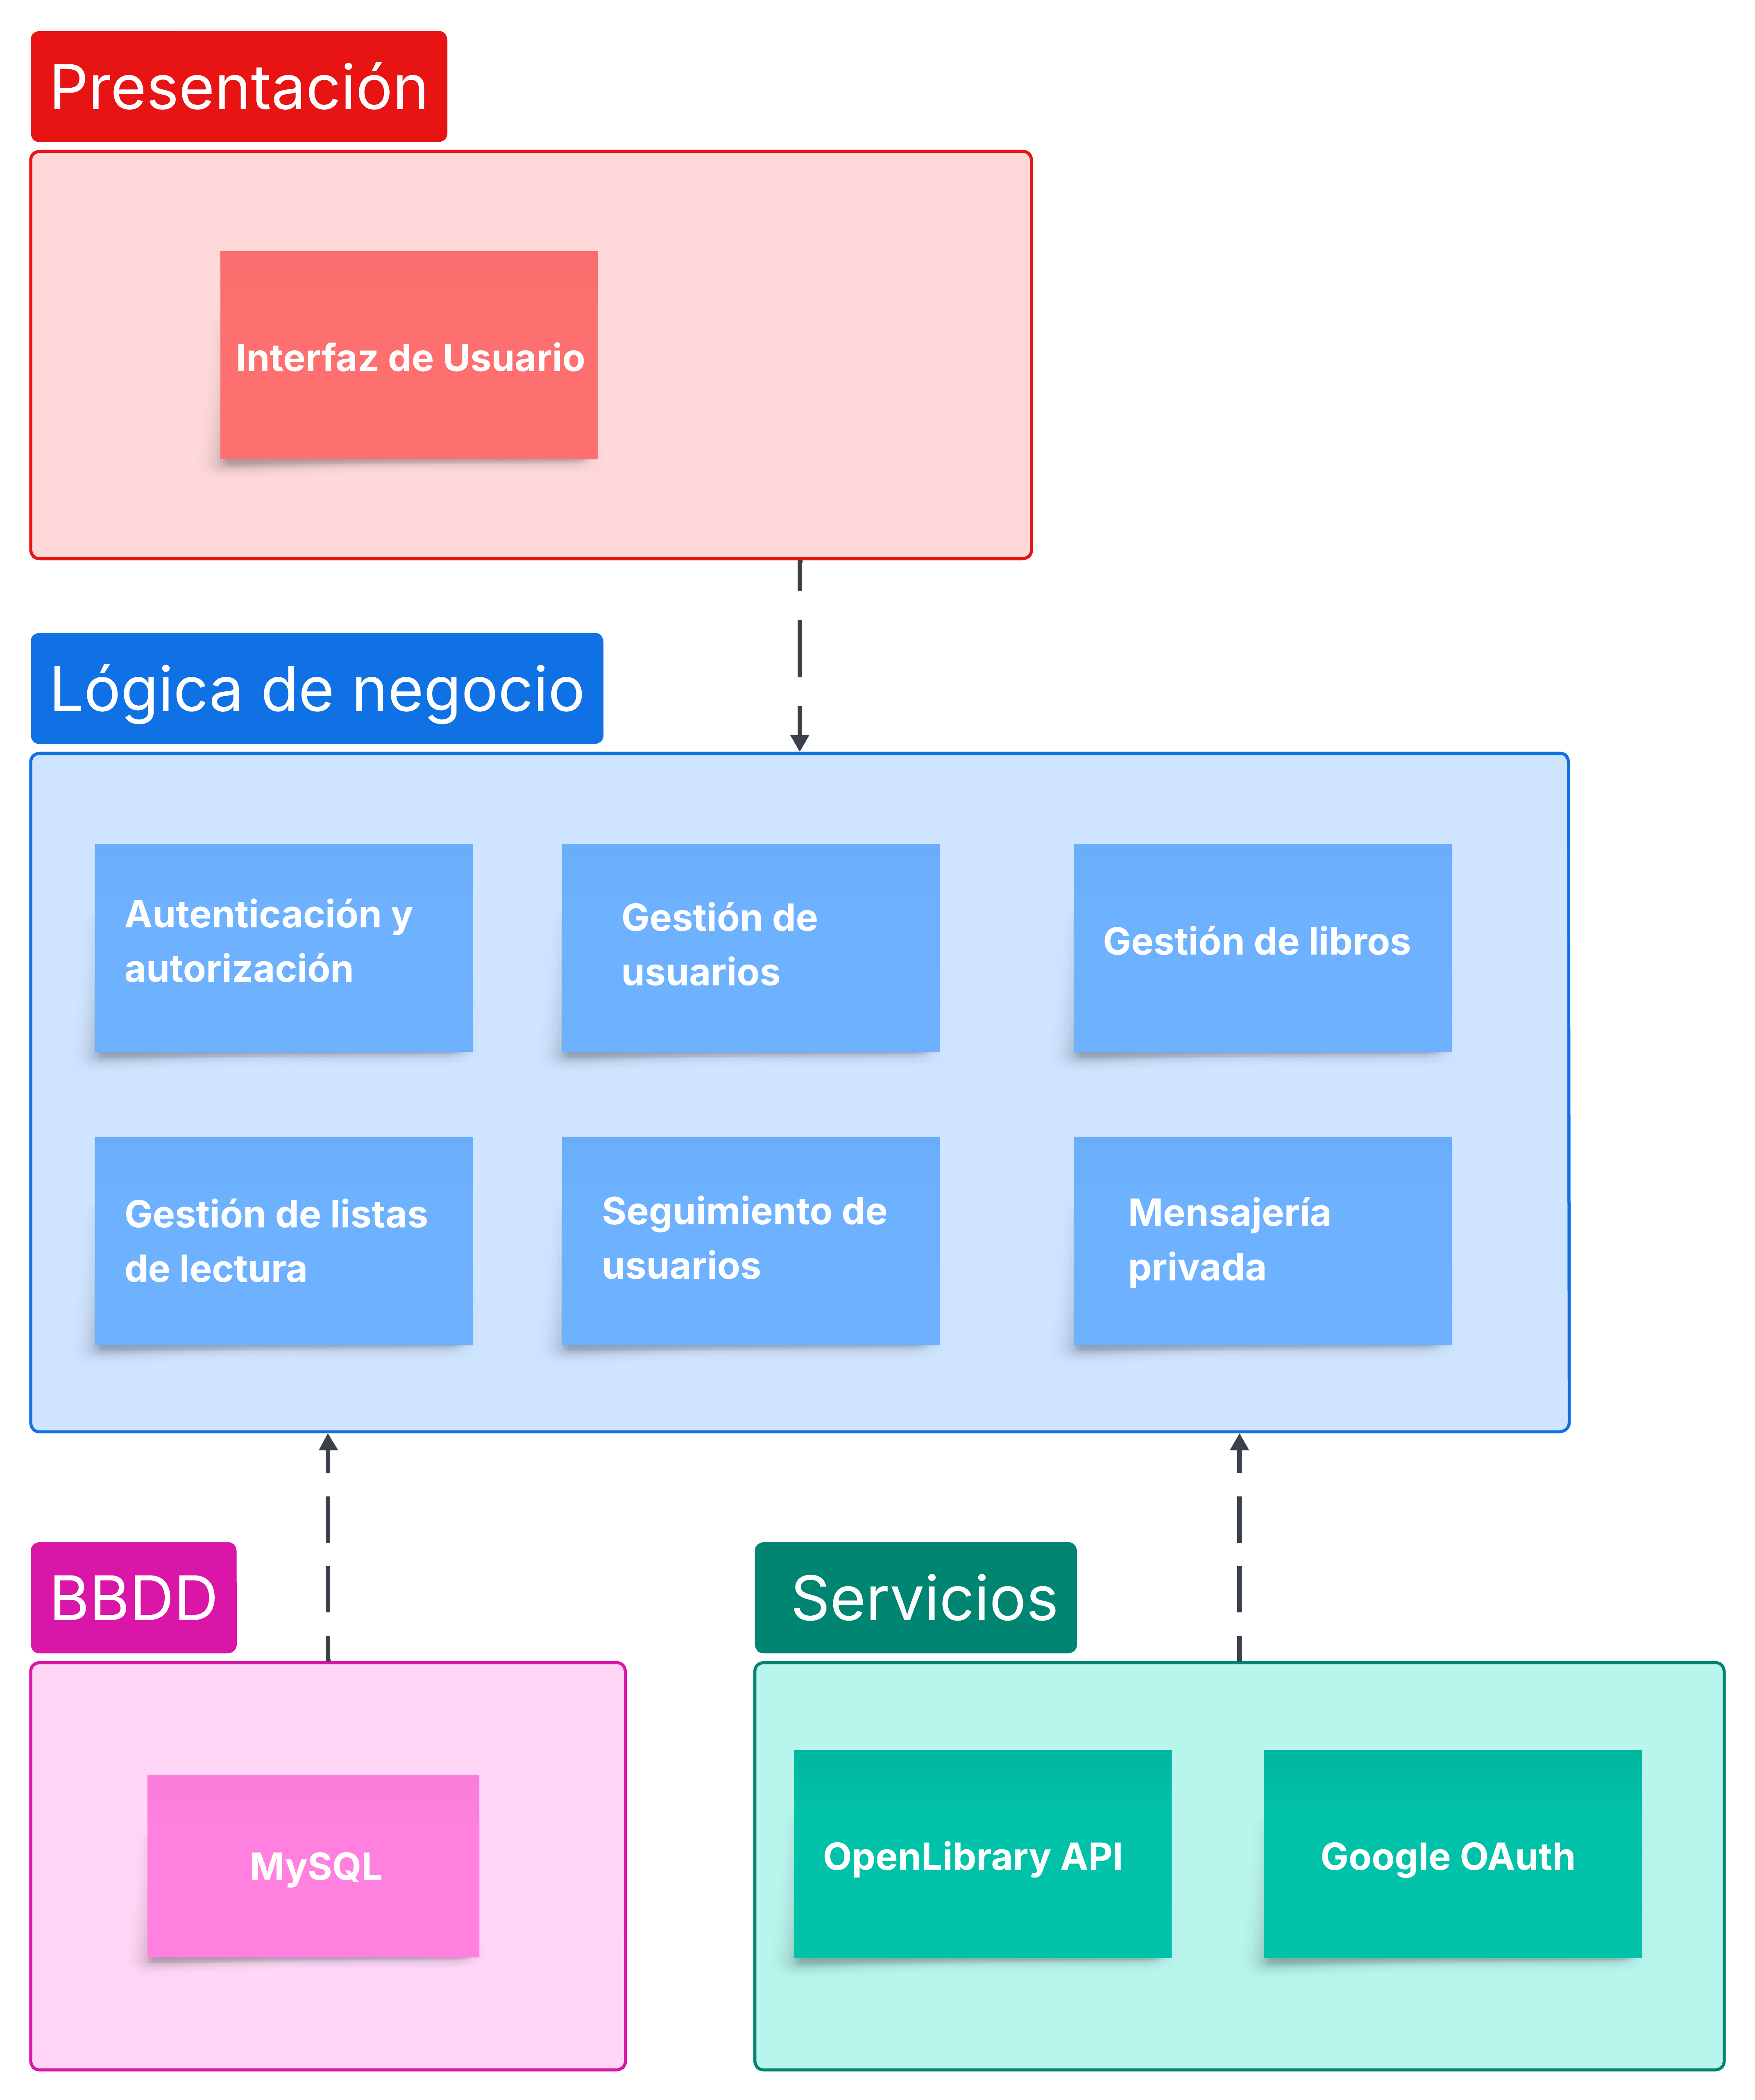 Presentación
Interfaz de Usuario
Lógica de negocio
Autenticación y
autorización
Gestión de
usuarios
Gestión de libros
Gestión de listas
de lectura
Seguimiento de
usuarios
Mensajería
privada
BBDD
MySQL
Servicios
OpenLibrary API
Google OAuth